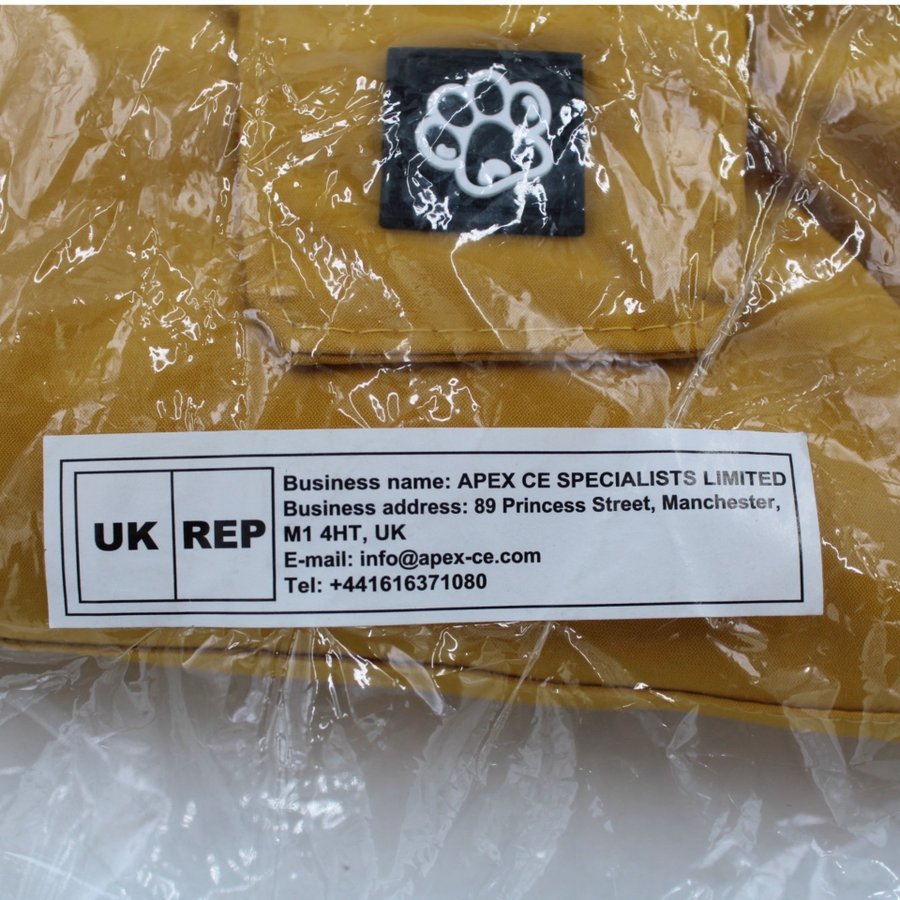 UK REP
Business name: APEX CE SPECIALISTS LIMITED
Business address: 89 Princess Street, Manchester,
M1 4HT, UK
E-mail: info@apex-ce.com
Tel: +441616371080